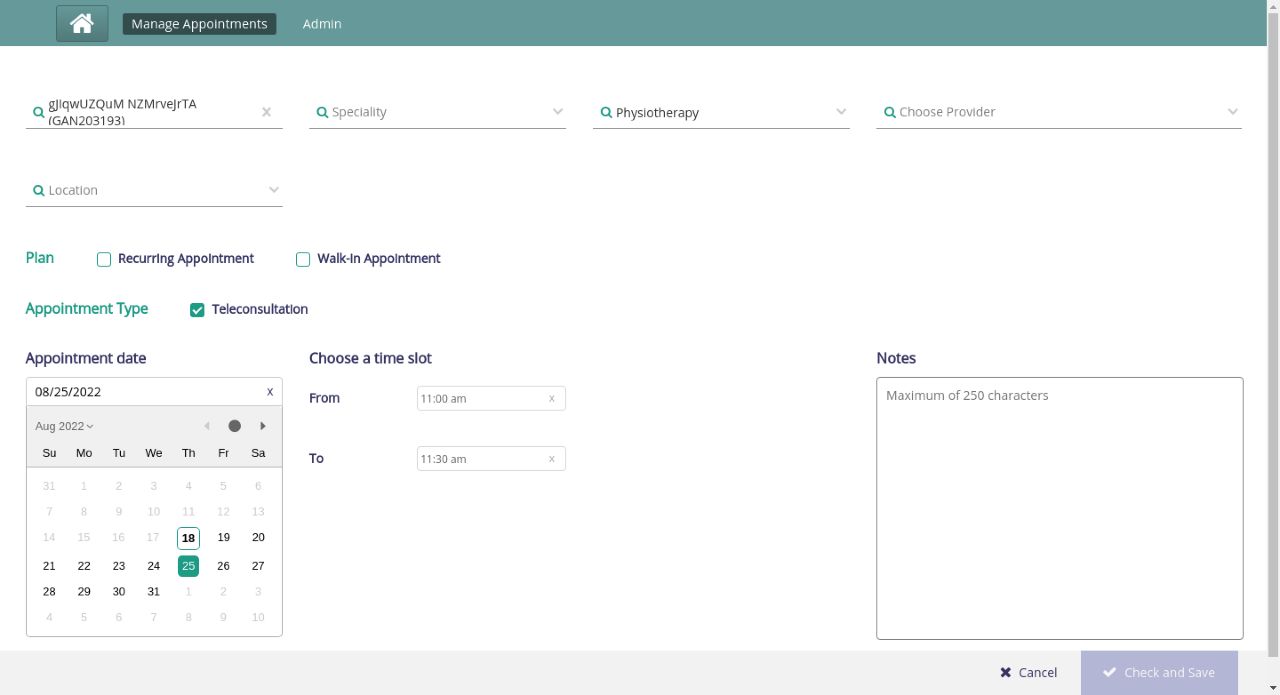 Manage Appointments
Admin
gJIqwUZQuM NZMrveJrTA
(GAN203193)
Speciality
Physiotherapy
Choose Provider
Location
Plan
Recurring Appointment
Walk-in Appointment
Appointment Type
Teleconsultation
Appointment date
08/25/2022
x
Aug 2022
Su Mo Tu We Th Fr Sa
31 1 2 3 4 5 6
7 8 9 10 11 12 13
14 15 16 17 18 19 20
21 22 23 24 25 26 27
28 29 30 31 1 2 3
4 5 6 7 8 9 10
Choose a time slot
From
11:00 am
x
To
11:30 am
x
Notes
Maximum of 250 characters
Cancel
Check and Save